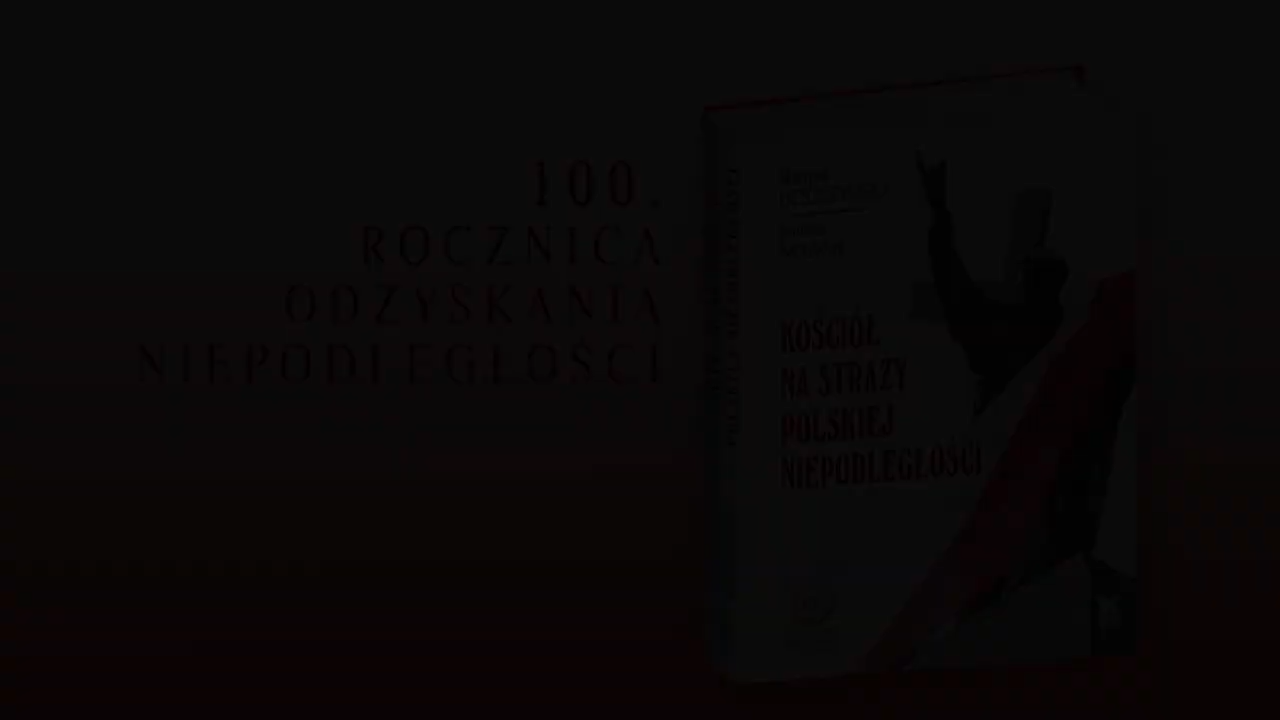 100.
ROCZNICA
ODZYSKANIA
NIEPODLEGŁOŚCI
KOŚCIÓŁ
NA STRAŻY
POLSKIEJ
NIEPODLEGŁOŚCI